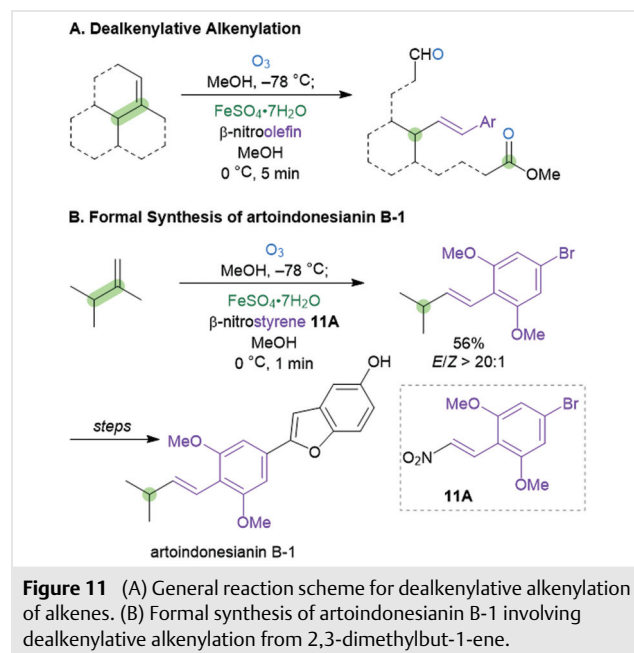 A. Dealkenylative Alkenylation
O₃
MeOH, –78 °C;
FeSO₄•7H₂O
β-nitroolefin
MeOH
0 °C, 5 min
CHO
Ar
O
OMe
B. Formal Synthesis of artoindonesianin B-1
O₃
MeOH, –78 °C;
FeSO₄•7H₂O
β-nitrostyrene 11A
MeOH
0 °C, 1 min
MeO
Br
OMe
56%
E/Z > 20:1
steps
OH
O
MeO
OMe
artoindonesianin B-1
MeO
Br
O₂N
OMe
11A
Figure 11 (A) General reaction scheme for dealkenylative alkenylation
of alkenes. (B) Formal synthesis of artoindonesianin B-1 involving
dealkenylative alkenylation from 2,3-dimethylbut-1-ene.